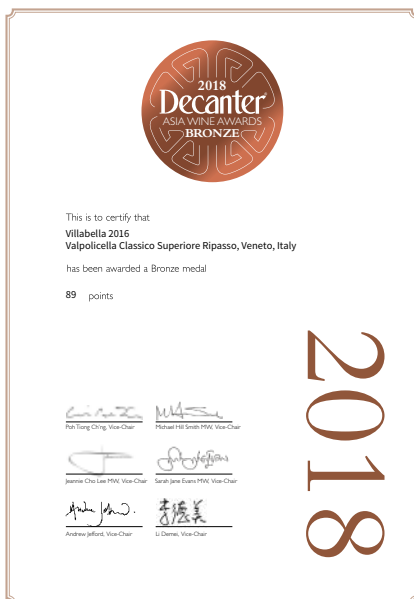 2018
Decanter
ASIA WINE AWARDS
BRONZE
This is to certify that
Villabella 2016
Valpolicella Classico Superiore Ripasso, Veneto, Italy
has been awarded a Bronze medal
89 points
2018
Poh Tiong Ch'ng, Vice-Chair
Michael Hill Smith MW, Vice-Chair
Jeannie Cho Lee MW, Vice-Chair
Sarah Jane Evans MW, Vice-Chair
李德美
Andrew Jefford, Vice-Chair
Li Demei, Vice-Chair